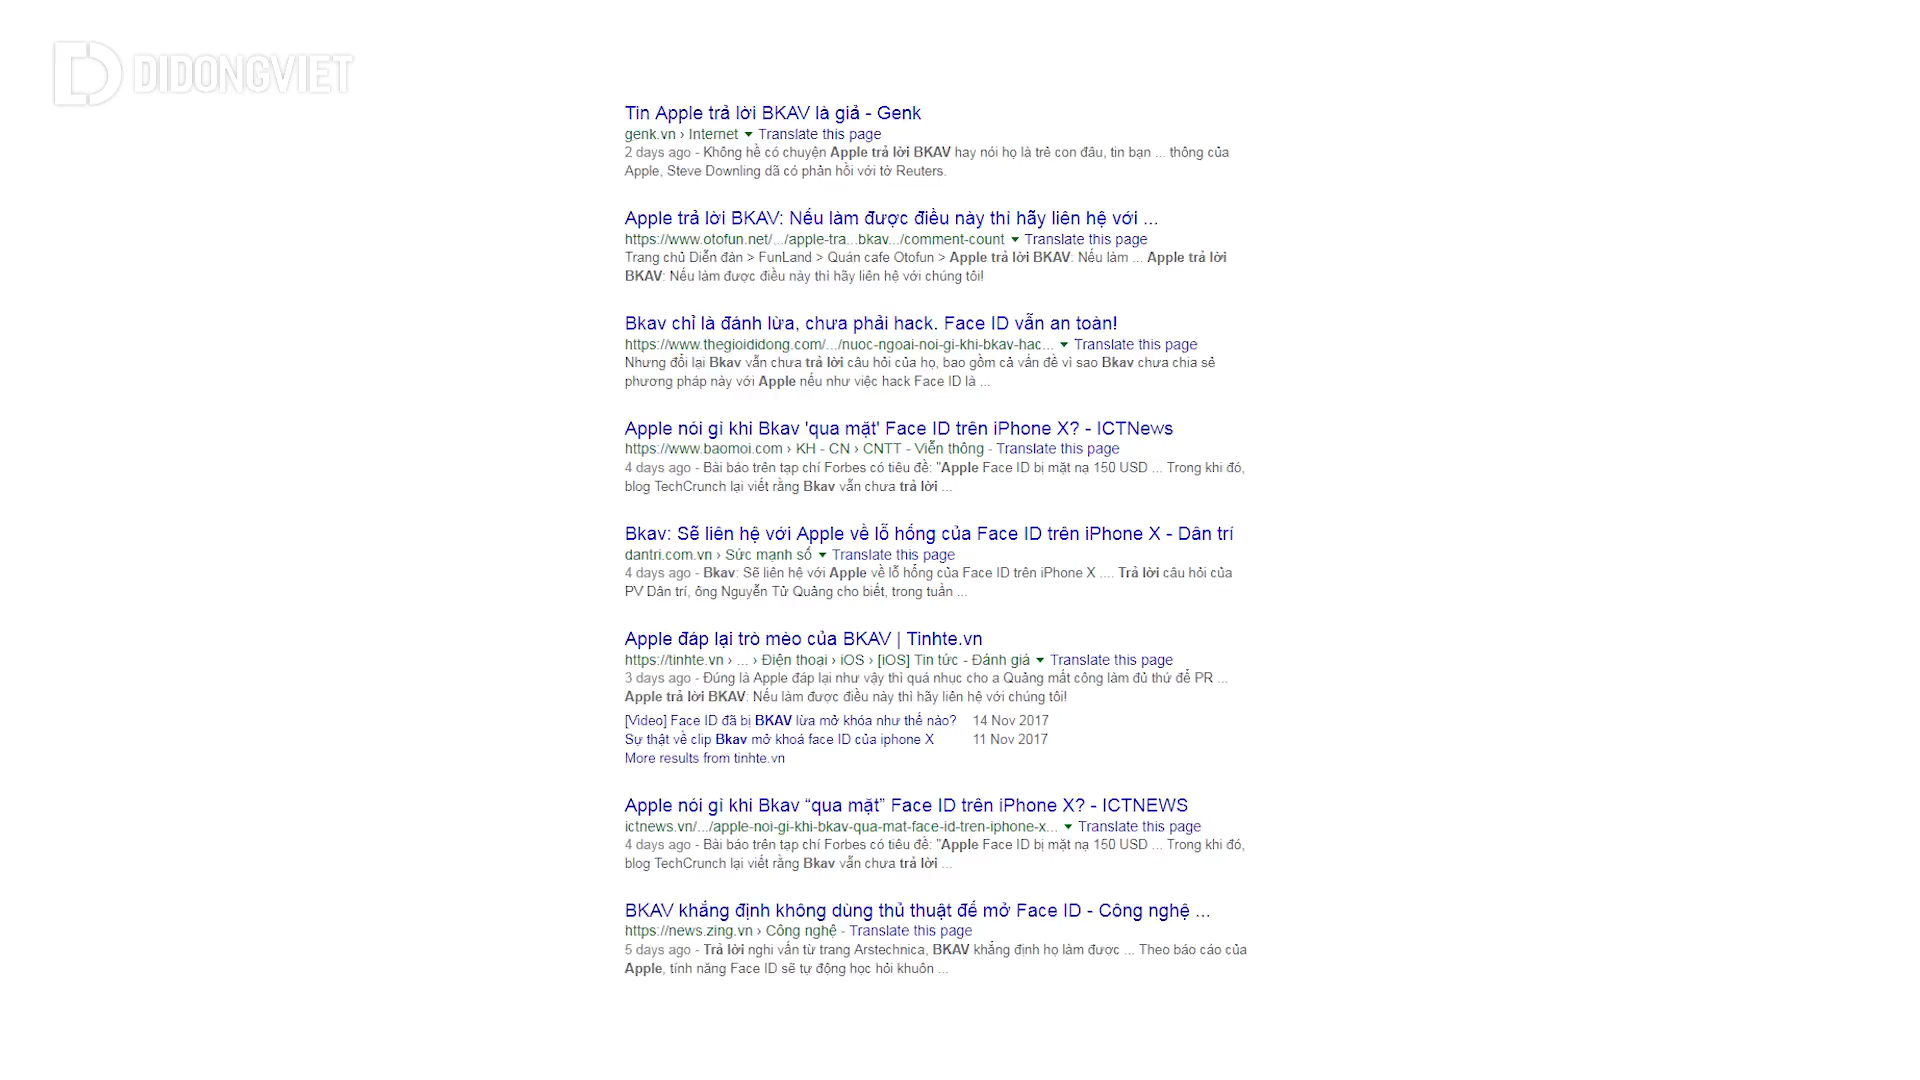 DIDONGVIET
Tin Apple trả lời BKAV là giả - Genk
genk.vn › Internet ▼ Translate this page
2 days ago - Không hề có chuyện Apple trả lời BKAV hay nói họ là trẻ con đâu, tin bạn ... thông của
Apple, Steve Downling dã có phản hồi với tờ Reuters.
Apple trả lời BKAV: Nếu làm được điều này thì hãy liên hệ với ...
https://www.otofun.net/.../apple-tra...bkav.../comment-count ▼ Translate this page
Trang chủ Diễn đàn > FunLand > Quán cafe Otofun > Apple trả lời BKAV: Nếu làm ... Apple trả lời
BKAV: Nếu làm được điều này thì hãy liên hệ với chúng tôi!
Bkav chỉ là đánh lừa, chưa phải hack. Face ID vẫn an toàn!
https://www.thegioididong.com/.../nuoc-ngoai-noi-gi-khi-bkav-hac... ▼ Translate this page
Nhưng đổi lại Bkav vẫn chưa trả lời câu hỏi của họ, bao gồm cả vấn đề vì sao Bkav chưa chia sẻ
phương pháp này với Apple nếu như việc hack Face ID là ...
Apple nói gì khi Bkav 'qua mặt' Face ID trên iPhone X? - ICTNews
https://www.baomoi.com › KH - CN › CNTT - Viễn thông - Translate this page
4 days ago - Bài báo trên tạp chí Forbes có tiêu đề: "Apple Face ID bị mặt nạ 150 USD ... Trong khi đó,
blog TechCrunch lại viết rằng Bkav vẫn chưa trả lời ...
Bkav: Sẽ liên hệ với Apple về lỗ hổng của Face ID trên iPhone X - Dân trí
dantri.com.vn › Sức mạnh số ▼ Translate this page
4 days ago - Bkav: Sẽ liên hệ với Apple về lỗ hổng của Face ID trên iPhone X .... Trả lời câu hỏi của
PV Dân trí, ông Nguyễn Tử Quảng cho biết, trong tuần ...
Apple đáp lại trò mèo của BKAV | Tinhte.vn
https://tinhte.vn › ... › Điện thoại › iOS › [iOS] Tin tức - Đánh giá ▼ Translate this page
3 days ago - Đúng là Apple đáp lại như vậy thì quá nhục cho a Quảng mất công làm đủ thứ để PR ...
Apple trả lời BKAV: Nếu làm được điều này thì hãy liên hệ với chúng tôi!
[Video] Face ID đã bị BKAV lừa mở khóa như thế nào? 14 Nov 2017
Sự thật về clip Bkav mở khoá face ID của iphone X 11 Nov 2017
More results from tinhte.vn
Apple nói gì khi Bkav “qua mặt” Face ID trên iPhone X? - ICTNEWS
ictnews.vn/.../apple-noi-gi-khi-bkav-qua-mat-face-id-tren-iphone-x... ▼ Translate this page
4 days ago - Bài báo trên tạp chí Forbes có tiêu đề: "Apple Face ID bị mặt nạ 150 USD ... Trong khi đó,
blog TechCrunch lại viết rằng Bkav vẫn chưa trả lời ...
BKAV khẳng định không dùng thủ thuật để mở Face ID - Công nghệ ...
https://news.zing.vn › Công nghệ - Translate this page
5 days ago - Trả lời nghi vấn từ trang Arstechnica, BKAV khẳng định họ làm được ... Theo báo cáo của
Apple, tính năng Face ID sẽ tự động học hỏi khuôn ...